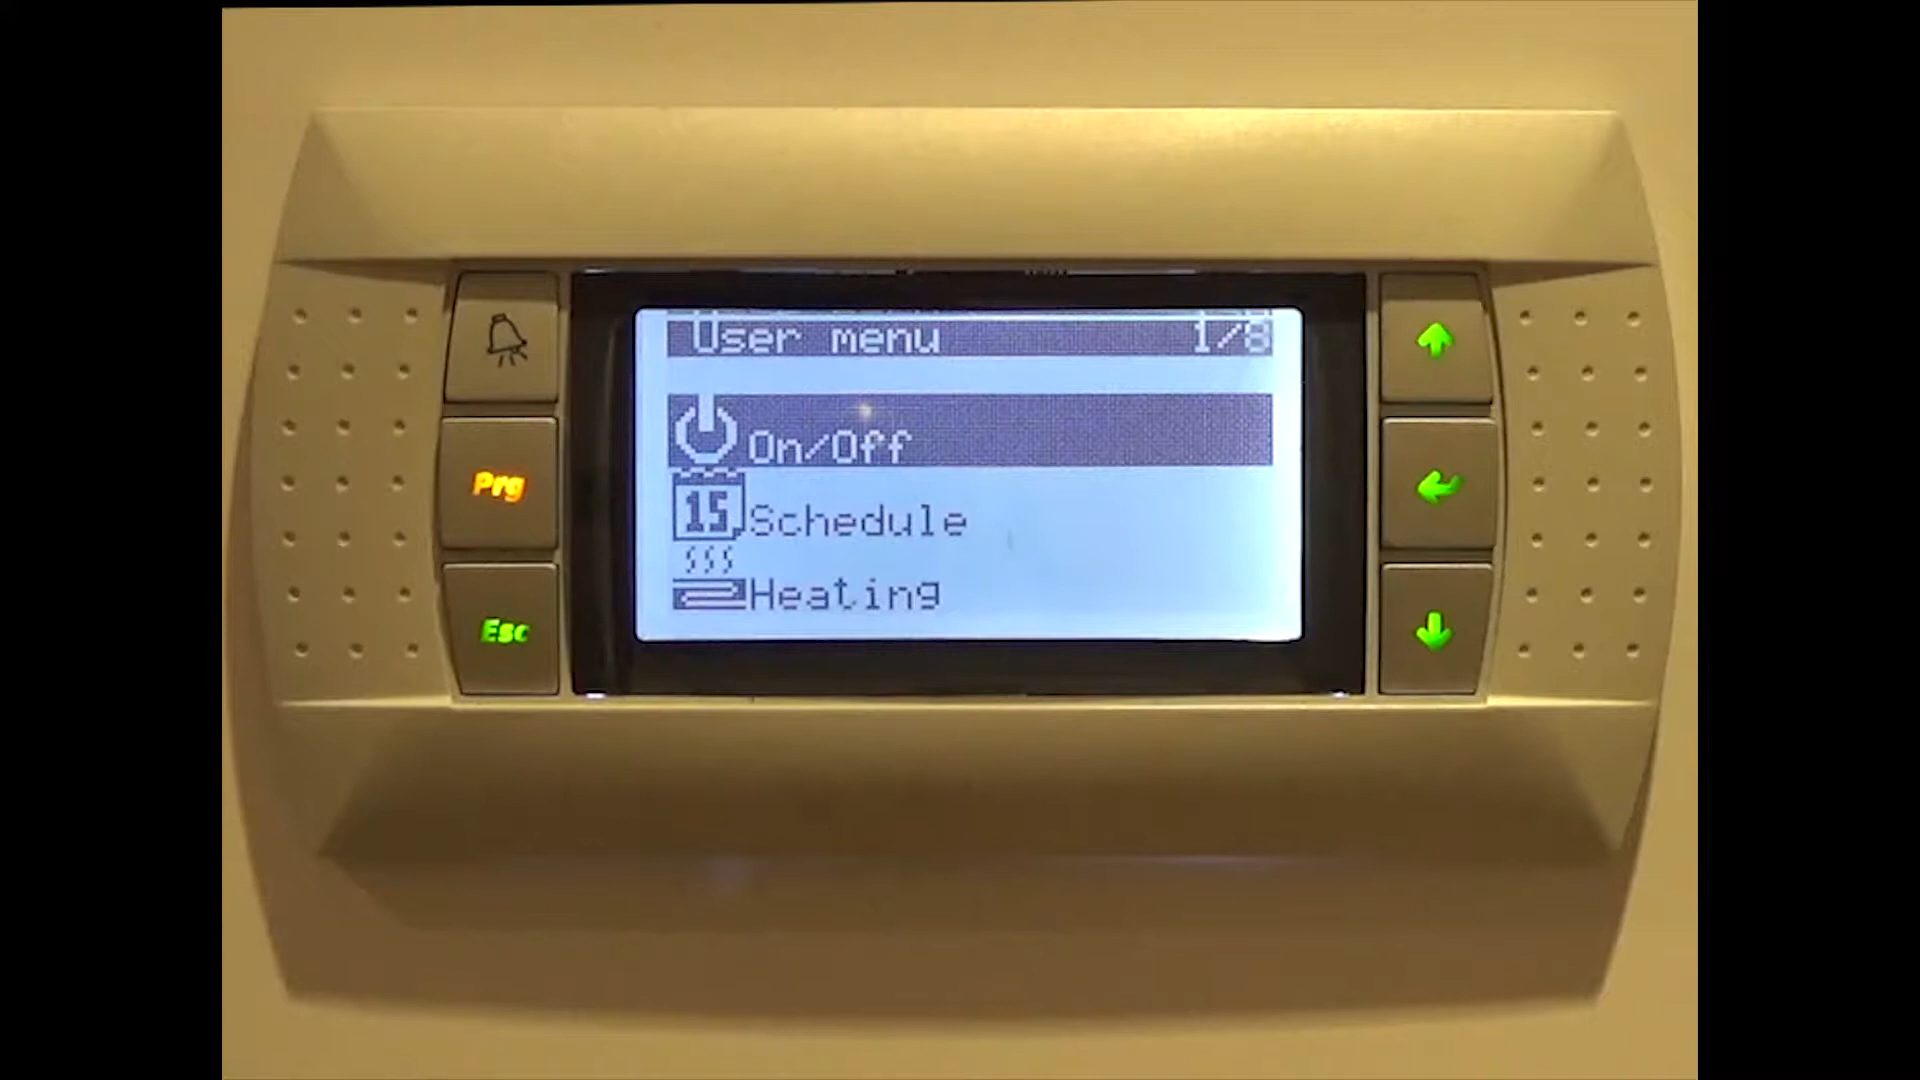 User menu 1/8
On/Off
15 Schedule
Heating
Prg
Esc